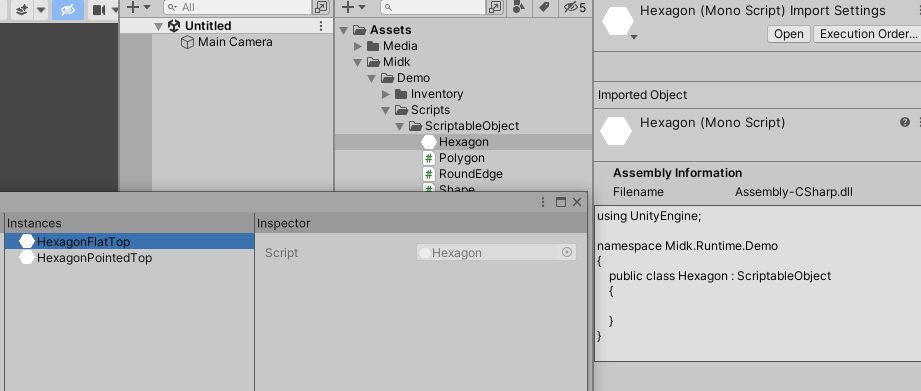 All
5
Untitled
Main Camera
Assets
Media
Midk
Demo
Inventory
Scripts
ScriptableObject
Hexagon
# Polygon
# RoundEdge
# Shape
Hexagon (Mono Script) Import Settings
Open
Execution Order...
Imported Object
Hexagon (Mono Script)
Assembly Information
Filename Assembly-CSharp.dll
using UnityEngine;
namespace Midk.Runtime.Demo
{
public class Hexagon : ScriptableObject
{
}
}
Instances
HexagonFlatTop
HexagonPointedTop
Inspector
Script Hexagon